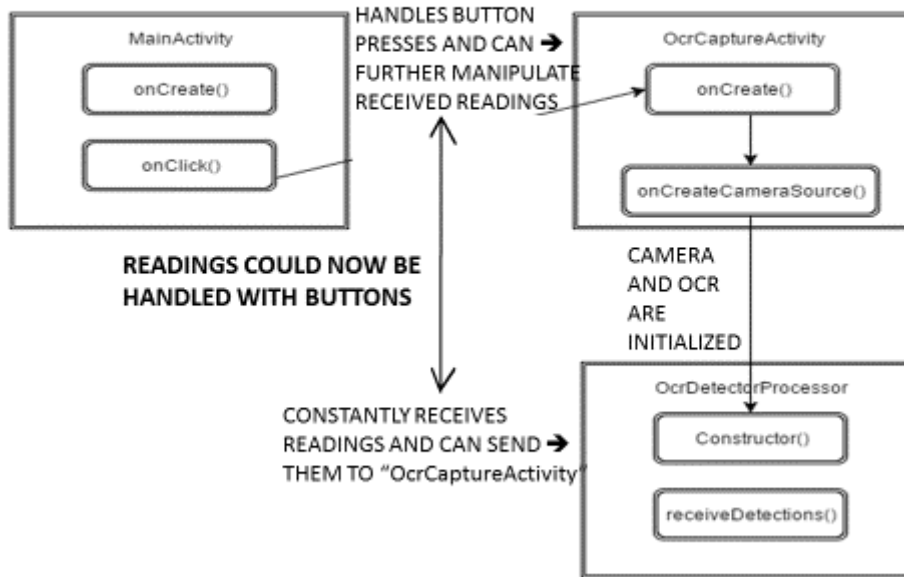 MainActivity
onCreate()
onClick()
HANDLES BUTTON
PRESSES AND CAN ➔
FURTHER MANIPULATE
RECEIVED READINGS
OcrCaptureActivity
onCreate()
onCreateCameraSource()
READINGS COULD NOW BE
HANDLED WITH BUTTONS
CAMERA
AND OCR
ARE
INITIALIZED
CONSTANTLY RECEIVES
READINGS AND CAN SEND ➔
THEM TO “OcrCaptureActivity”
OcrDetectorProcessor
Constructor()
receiveDetections()